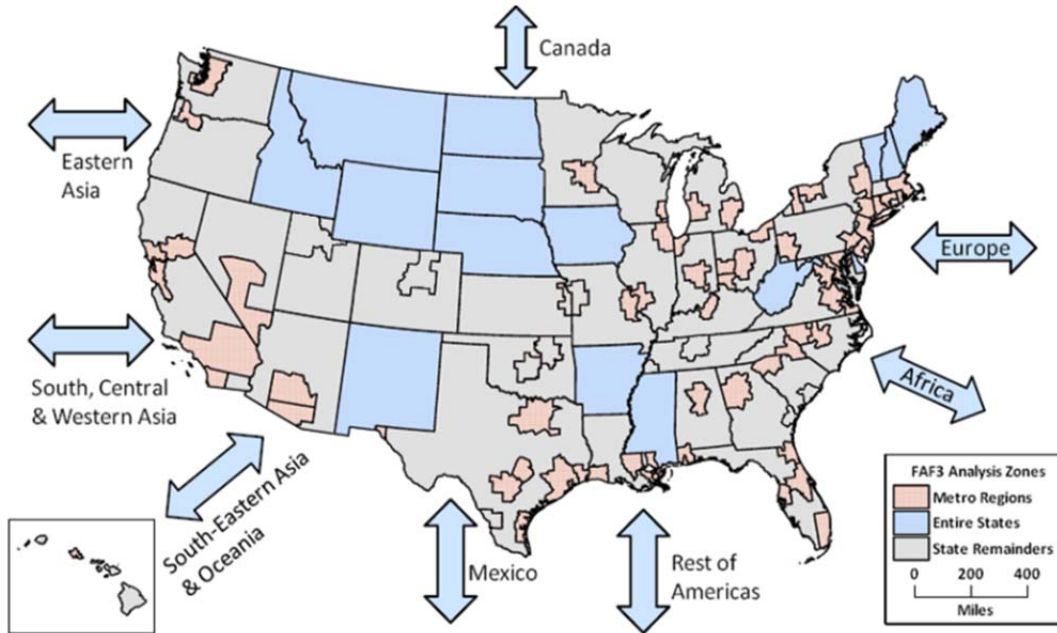 Canada
Eastern
Asia
Europe
South, Central
& Western Asia
Africa
South-Eastern Asia
& Oceania
Mexico
Rest of
Americas
FAF3 Analysis Zones
Metro Regions
Entire States
State Remainders
0 200 400
Miles